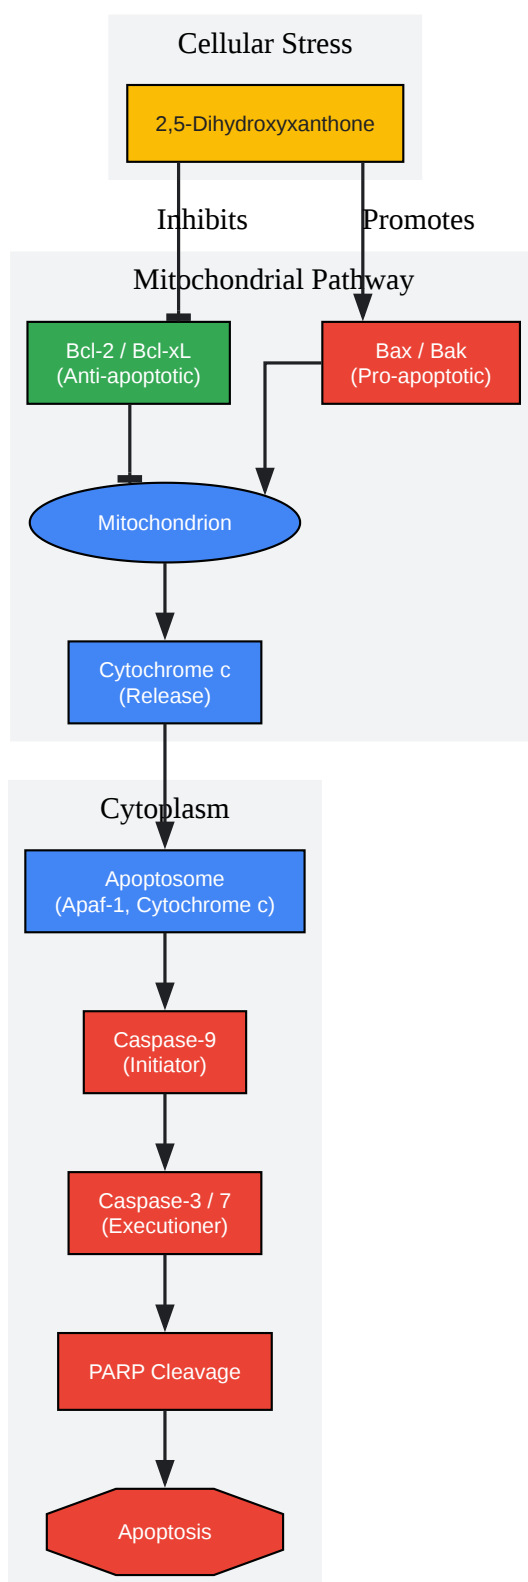 Cellular Stress
2,5-Dihydroxyxanthone
Inhibits
Promotes
Mitochondrial Pathway
Bcl-2 / Bcl-xL
(Anti-apoptotic)
Bax / Bak
(Pro-apoptotic)
Mitochondrion
Cytochrome c
(Release)
Cytoplasm
Apoptosome
(Apaf-1, Cytochrome c)
Caspase-9
(Initiator)
Caspase-3 / 7
(Executioner)
PARP Cleavage
Apoptosis